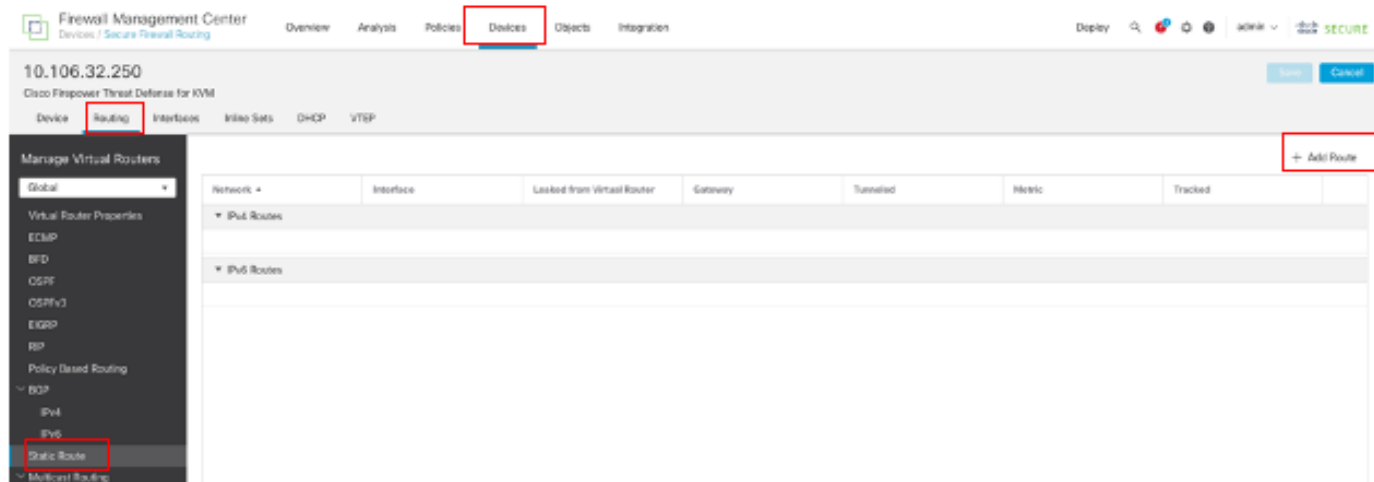 Firewall Management Center
Devices / Secure Firewall Routing
Overview Analysis Policies Devices Objects Integration
Deploy admin SECURE
10.106.32.250
Save Cancel
Cisco Firepower Threat Defense for KVM
Device Routing Interfaces Inline Sets DHCP VTEP
Manage Virtual Routers
+ Add Route
Global
Network Interface Leaked from Virtual Router Gateway Tunneled Metric Tracked
Virtual Router Properties
IPv4 Routes
ECMP
BFD
IPv6 Routes
OSPF
OSPFv3
EIGRP
RIP
Policy Based Routing
BGP
IPv4
IPv6
Static Route
Multicast Routing